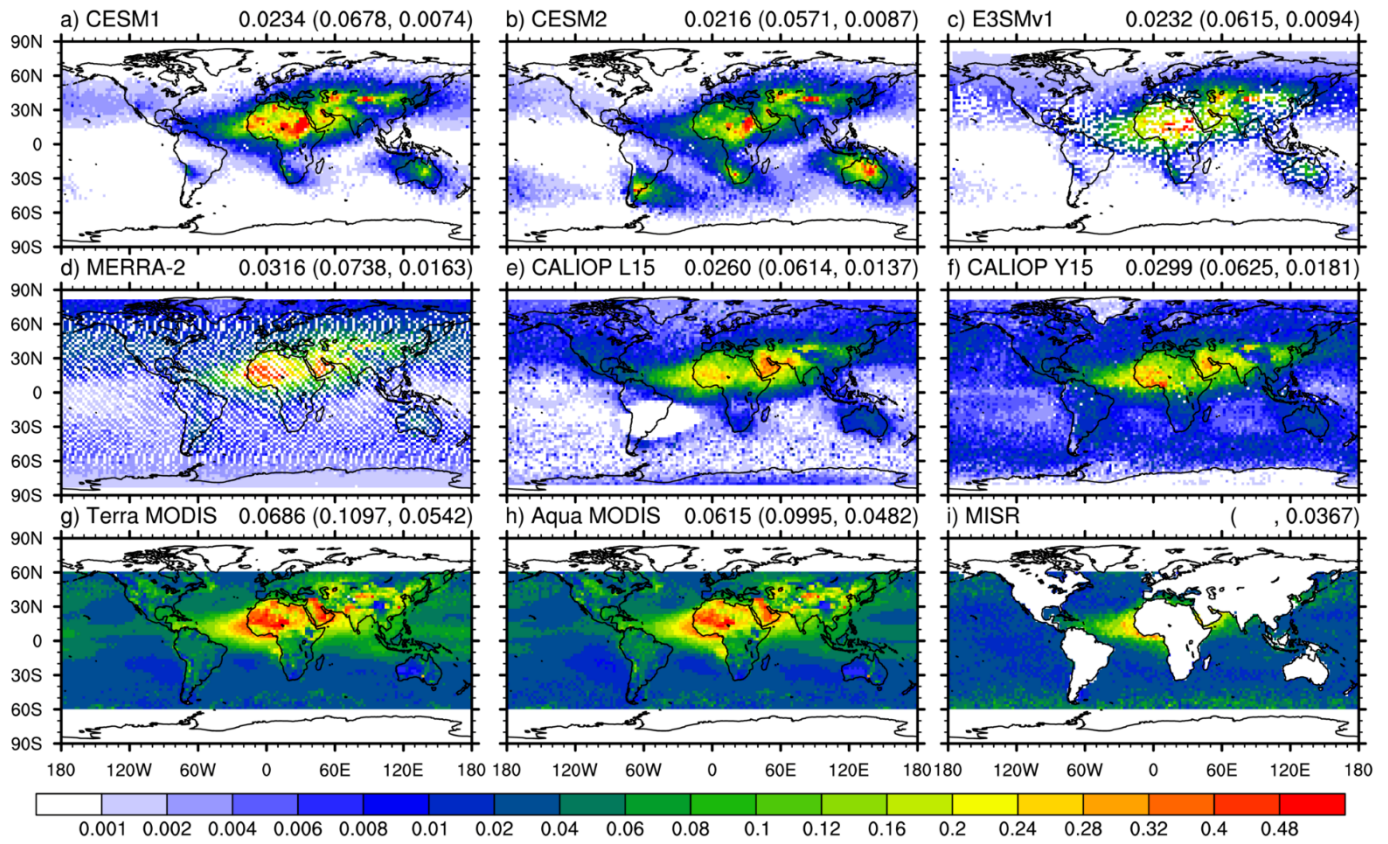 a) CESM1 0.0234 (0.0678, 0.0074) b) CESM2 0.0216 (0.0571, 0.0087) c) E3SMv1 0.0232 (0.0615, 0.0094)
90N
60N
30N
0
30S
60S
90S
d) MERRA-2 0.0316 (0.0738, 0.0163) e) CALIOP L15 0.0260 (0.0614, 0.0137) f) CALIOP Y15 0.0299 (0.0625, 0.0181)
90N
60N
30N
0
30S
60S
90S
g) Terra MODIS 0.0686 (0.1097, 0.0542) h) Aqua MODIS 0.0615 (0.0995, 0.0482) i) MISR ( , 0.0367)
90N
60N
30N
0
30S
60S
90S
180 120W 60W 0 60E 120E 180 120W 60W 0 60E 120E 180 120W 60W 0 60E 120E 180
0.001 0.002 0.004 0.006 0.008 0.01 0.02 0.04 0.06 0.08 0.1 0.12 0.16 0.2 0.24 0.28 0.32 0.4 0.48